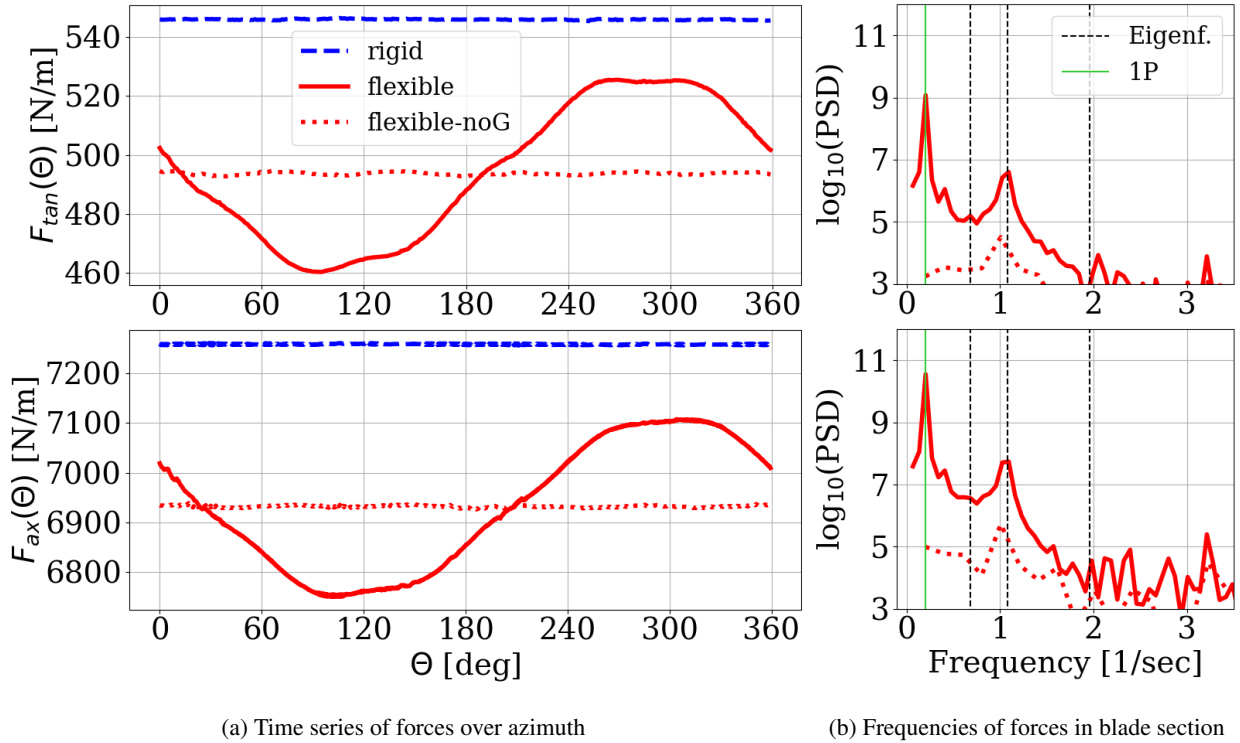 F_tan(Θ) [N/m]
540
520
500
480
460
rigid
flexible
flexible-noG
0 60 120 180 240 300 360
log10(PSD)
11
9
7
5
3
Eigenf.
1P
0 1 2 3
F_ax(Θ) [N/m]
7200
7100
7000
6900
6800
0 60 120 180 240 300 360
Θ [deg]
log10(PSD)
11
9
7
5
3
0 1 2 3
Frequency [1/sec]
(a) Time series of forces over azimuth
(b) Frequencies of forces in blade section